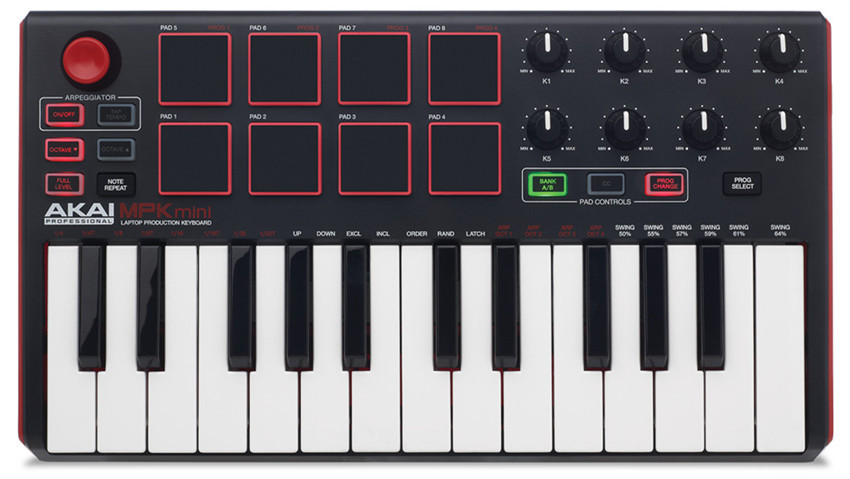 PAD 5 PROG 1 PAD 6 PROG 2 PAD 7 PROG 3 PAD 8 PROG 4
MIN MAX MIN MAX MIN MAX MIN MAX
K1 K2 K3 K4
ARPEGGIATOR
ON/OFF TAP TEMPO
PAD 1 PAD 2 PAD 3 PAD 4
OCTAVE ▼ OCTAVE ▲
MIN MAX MIN MAX MIN MAX MIN MAX
K5 K6 K7 K8
FULL LEVEL NOTE REPEAT
BANK A/B CC PROG CHANGE PROG SELECT
PAD CONTROLS
AKAI MPK mini
PROFESSIONAL LAPTOP PRODUCTION KEYBOARD
1/4 1/4T 1/8 1/8T 1/16 1/16T 1/32 1/32T UP DOWN EXCL INCL ORDER RAND LATCH ARP OCT 1 ARP OCT 2 ARP OCT 3 ARP OCT 4 SWING 50% SWING 55% SWING 57% SWING 59% SWING 61% SWING 64%